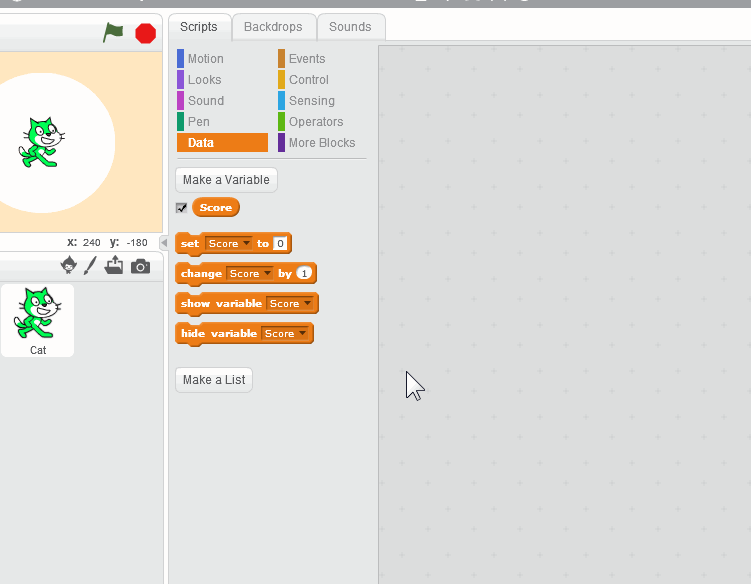 Scripts Backdrops Sounds
Motion Events
Looks Control
Sound Sensing
Pen Operators
Data More Blocks
Make a Variable
Score
set Score to 0
x: 240 y: -180
change Score by 1
show variable Score
hide variable Score
Cat
Make a List